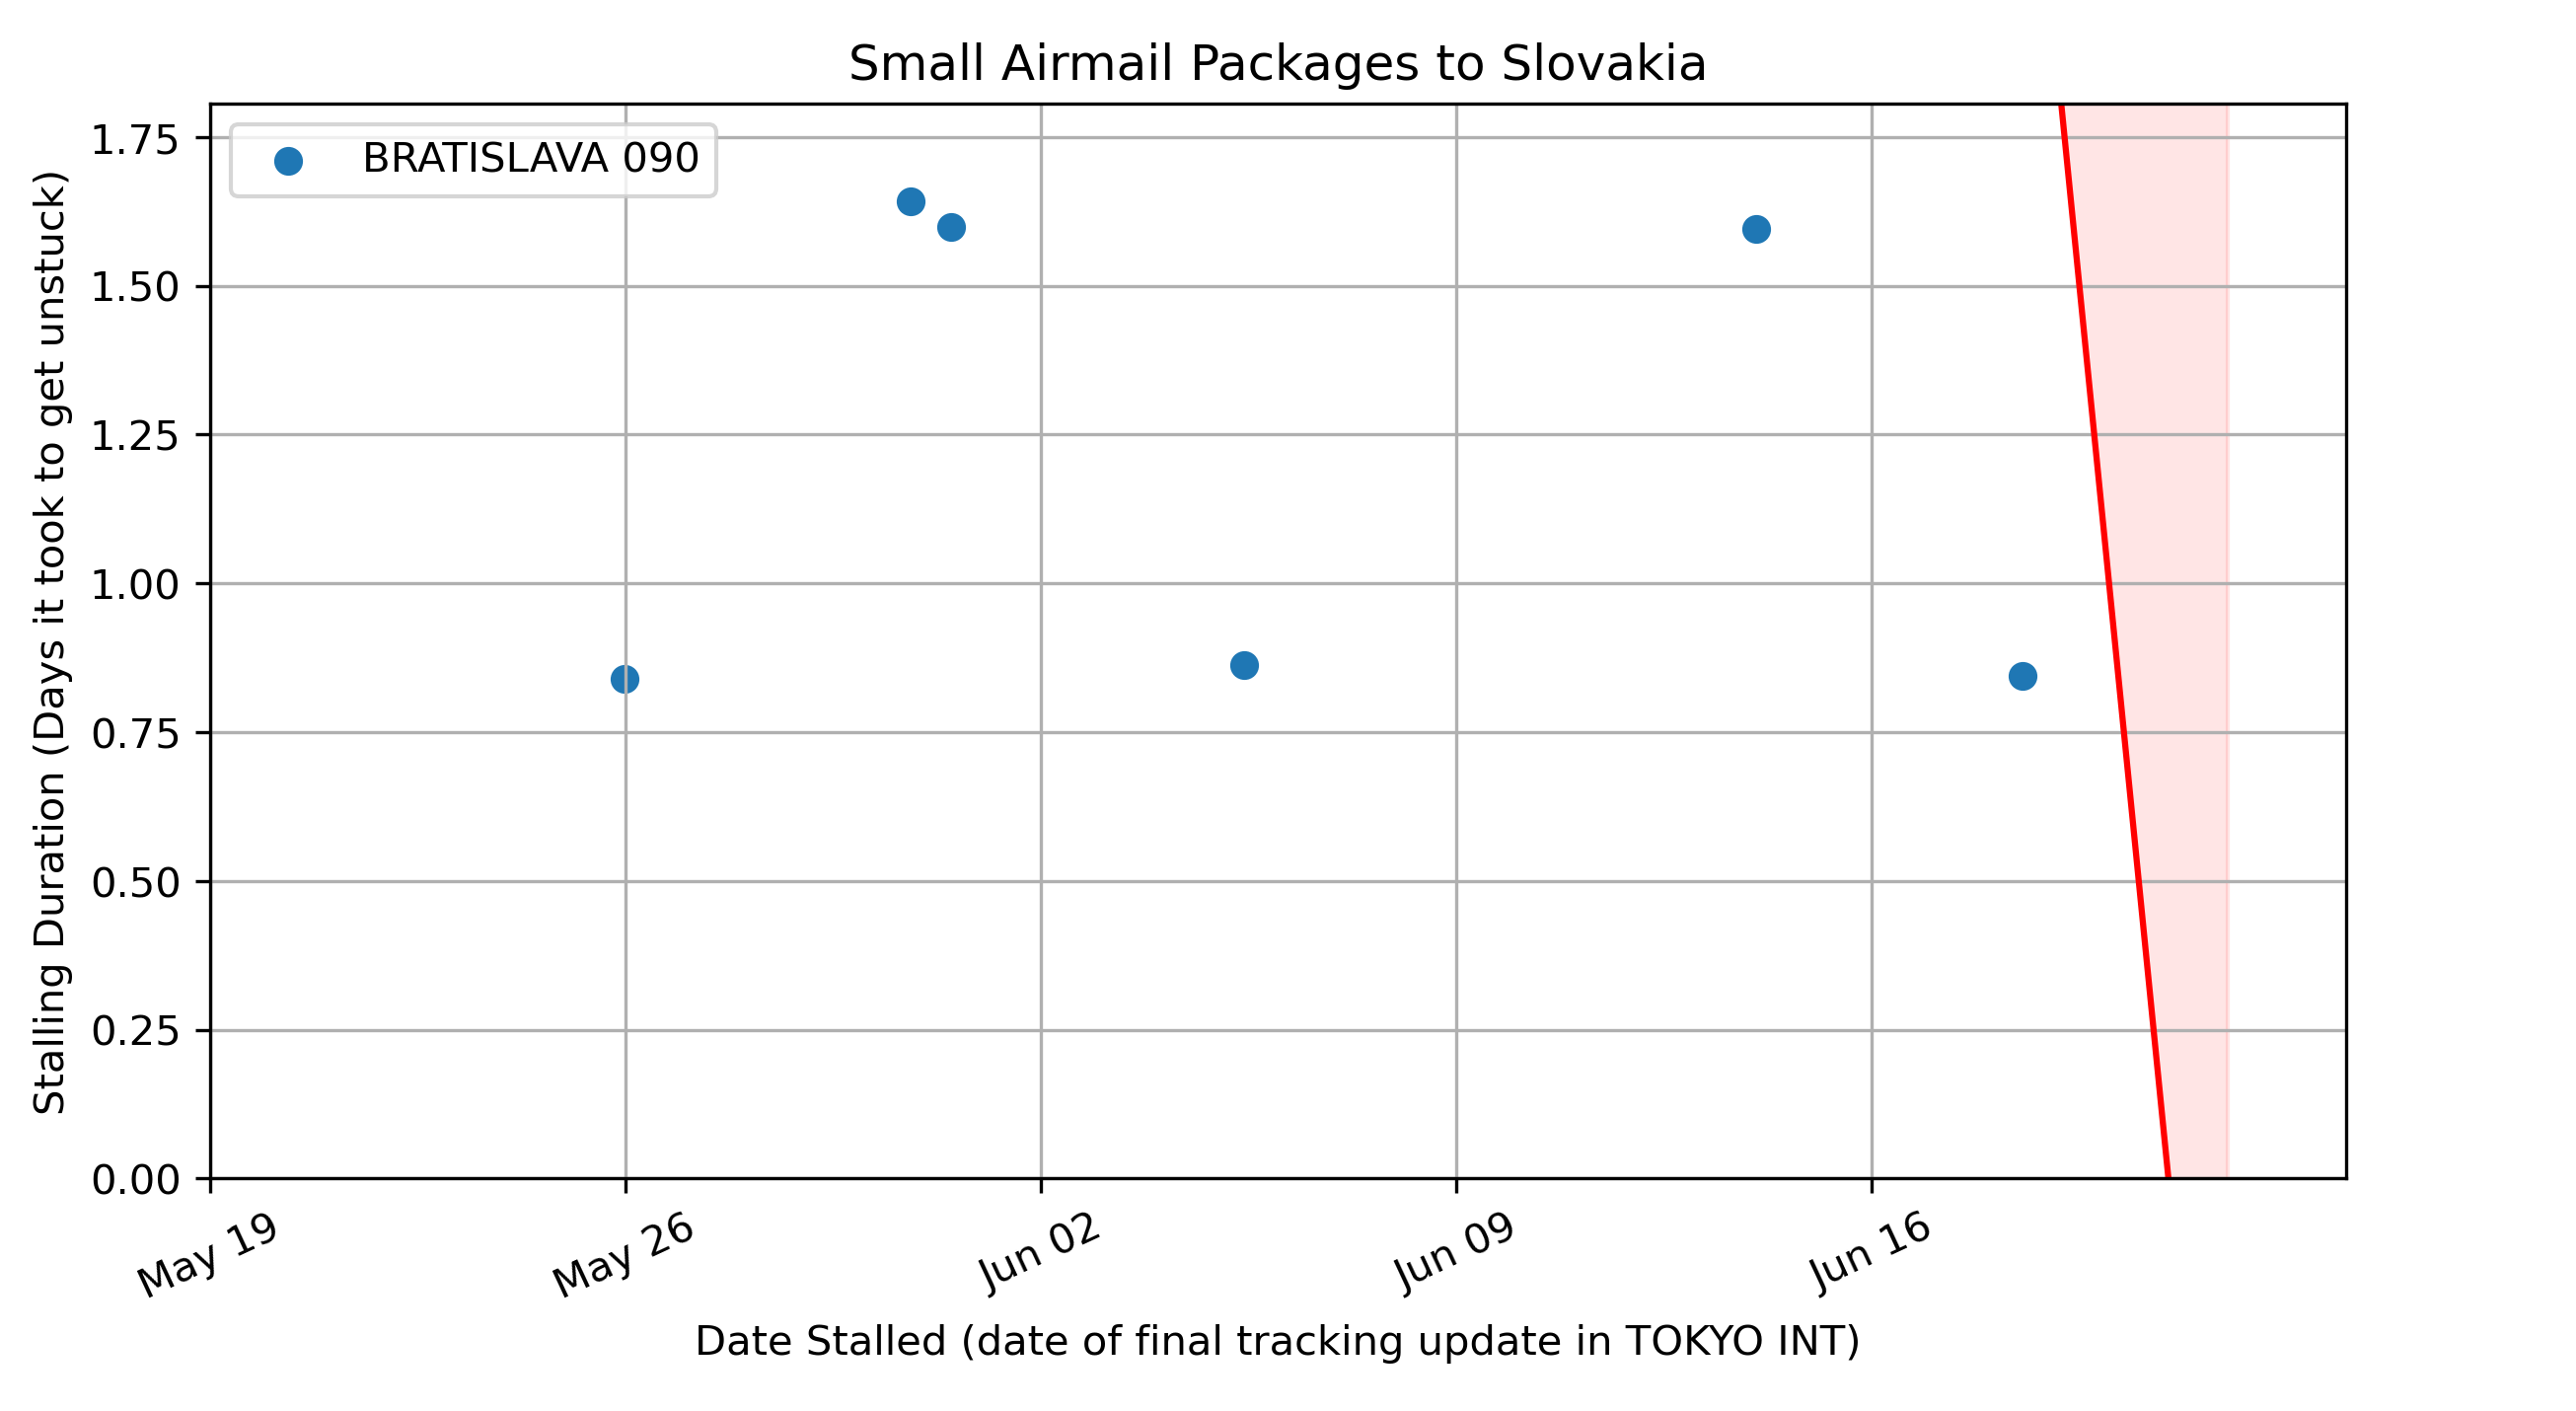 Small Airmail Packages to Slovakia
BRATISLAVA 090
Stalling Duration (Days it took to get unstuck)
1.75
1.50
1.25
1.00
0.75
0.50
0.25
0.00
May 19
May 26
Jun 02
Jun 09
Jun 16
Date Stalled (date of final tracking update in TOKYO INT)